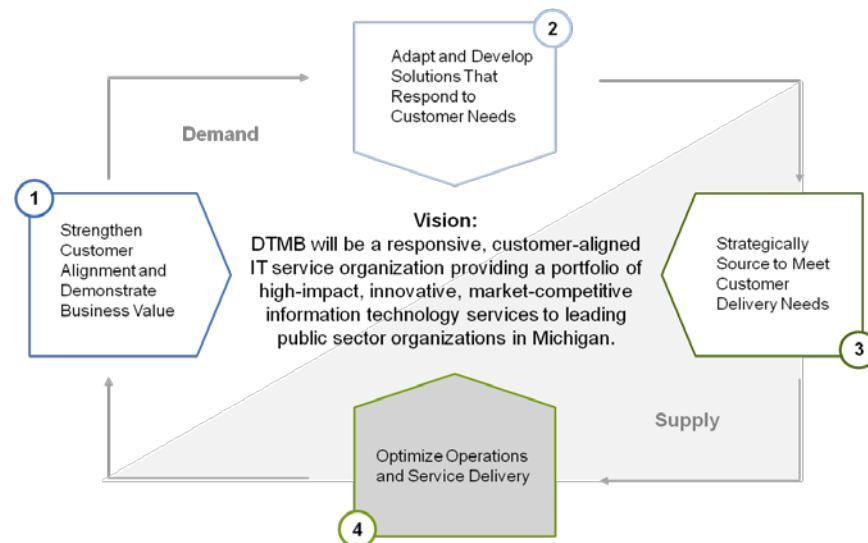 2
Adapt and Develop
Solutions That
Respond to
Customer Needs
Demand
1
Strengthen
Customer
Alignment and
Demonstrate
Business Value
Vision:
DTMB will be a responsive, customer-aligned
IT service organization providing a portfolio of
high-impact, innovative, market-competitive
information technology services to leading
public sector organizations in Michigan.
Strategically
Source to Meet
Customer
Delivery Needs
3
Supply
Optimize Operations
and Service Delivery
4